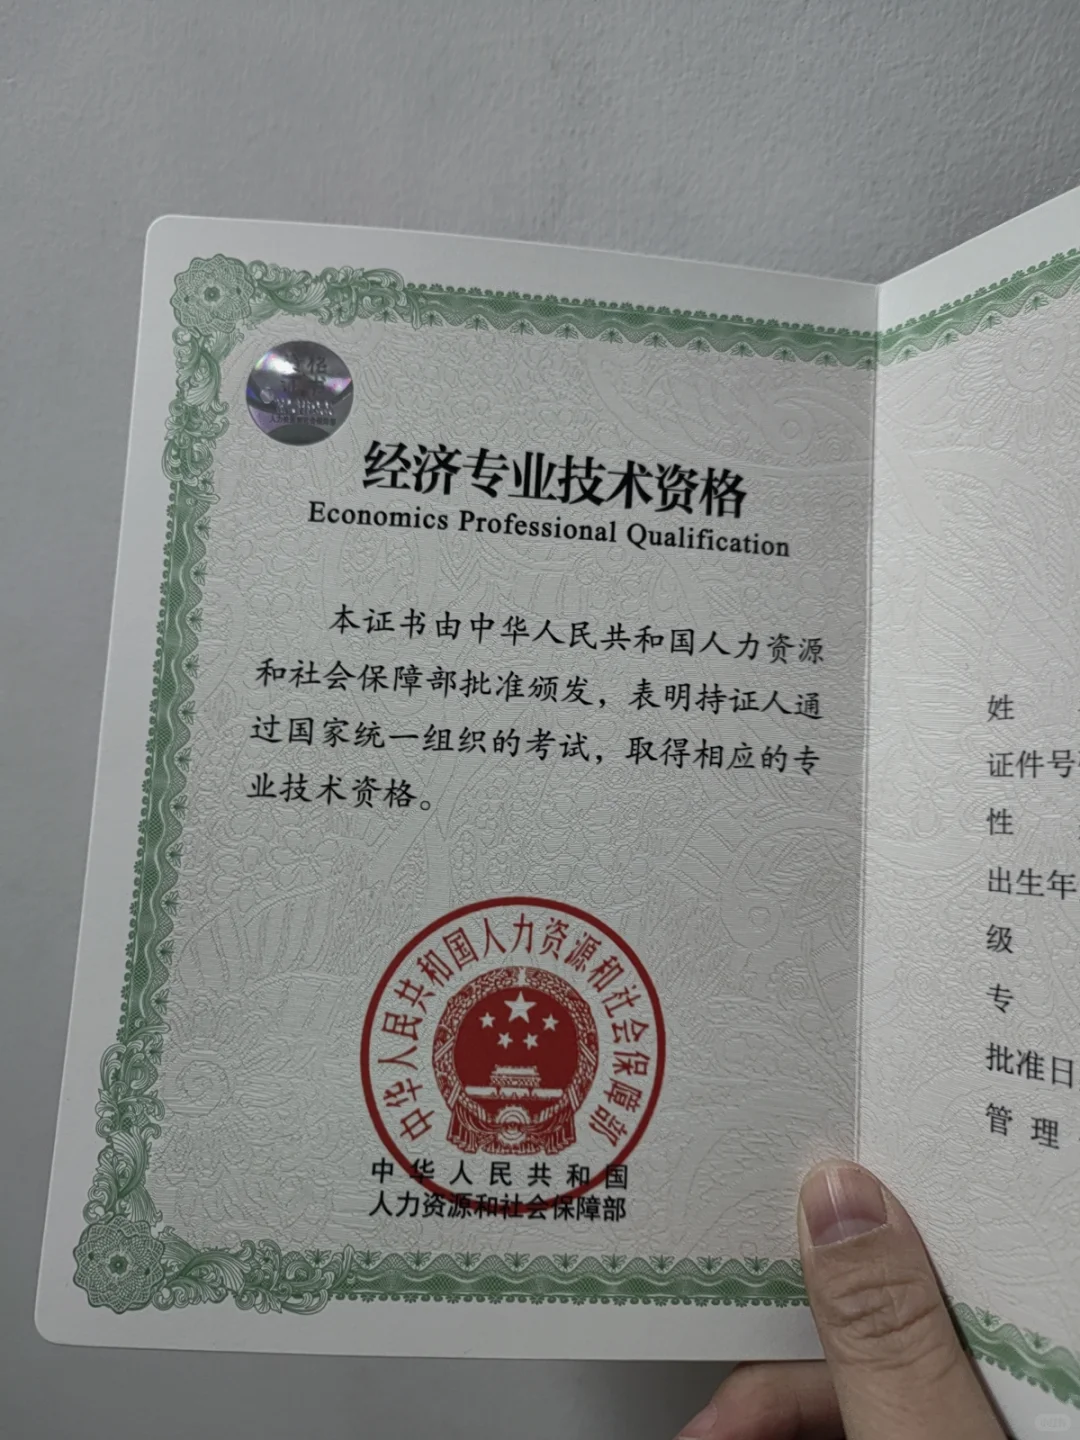 经济专业技术资格
Economics Professional Qualification
本证书由中华人民共和国人力资源
和社会保障部批准颁发，表明持证人通
过国家统一组织的考试，取得相应的专
业技术资格。
中华人民共和国人力资源和社会保障部
中华人民共和国
人力资源和社会保障部
姓
证件号
性
出生年
级
专
批准日
管理